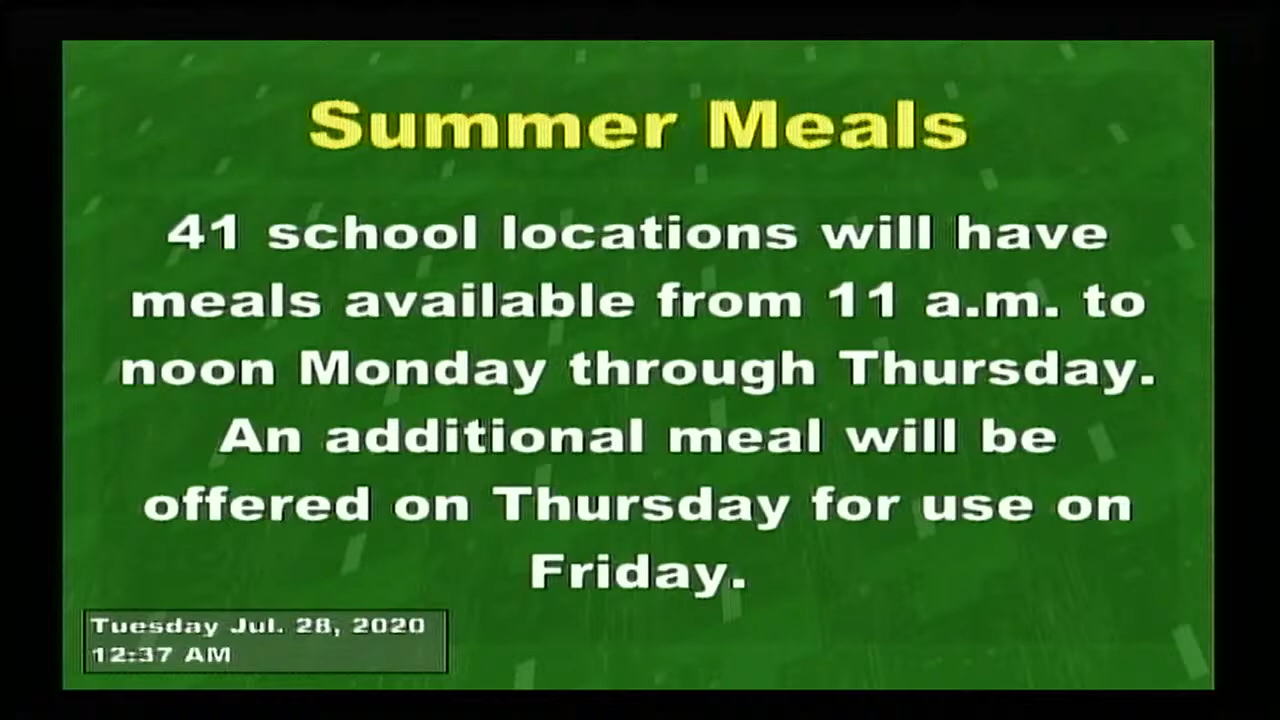 Summer Meals
41 school locations will have
meals available from 11 a.m. to
noon Monday through Thursday.
An additional meal will be
offered on Thursday for use on
Friday.
Tuesday Jul. 28, 2020
12:37 AM